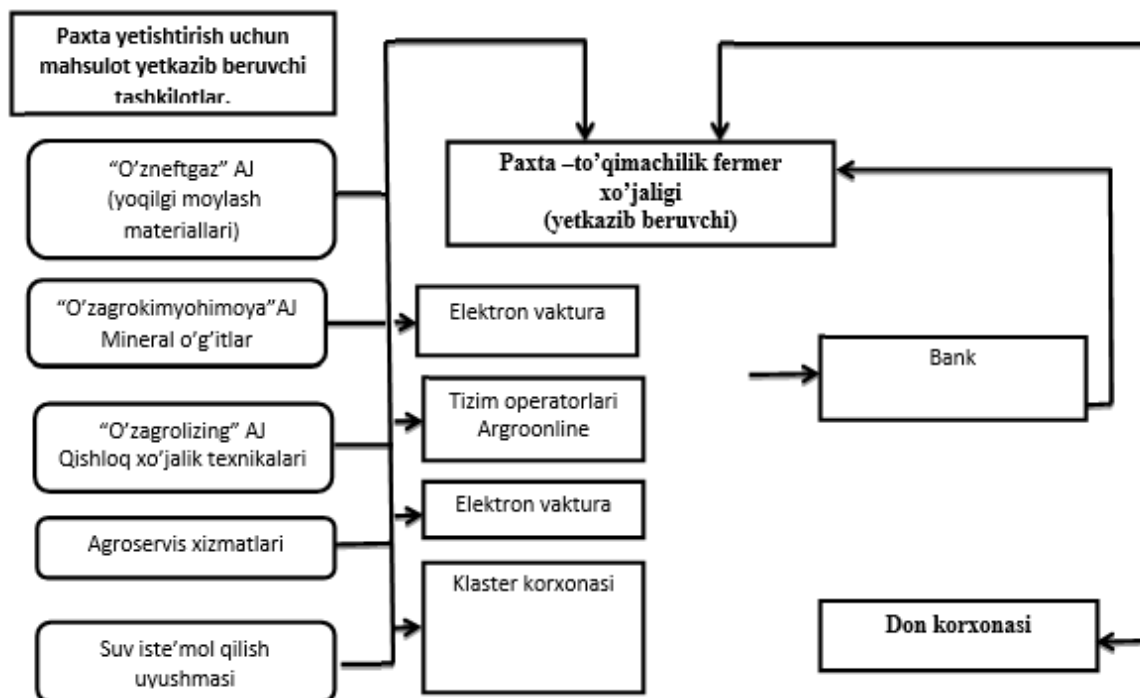 Paxta yetishtirish uchun
mahsulot yetkazib beruvchi
tashkilotlar.
“O’zneftgaz” AJ
(yoqilgi moylash
materiallari)
“O’zagrokimyohimoya”AJ
Mineral o’g’itlar
“O’zagrolizing” AJ
Qishloq xo’jalik texnikalari
Agroservis xizmatlari
Suv iste’mol qilish
uyushmasi
Paxta –to’qimachilik fermer
xo’jaligi
(yetkazib beruvchi)
Elektron vaktura
Tizim operatorlari
Argroonline
Elektron vaktura
Klaster korxonasi
Bank
Don korxonasi